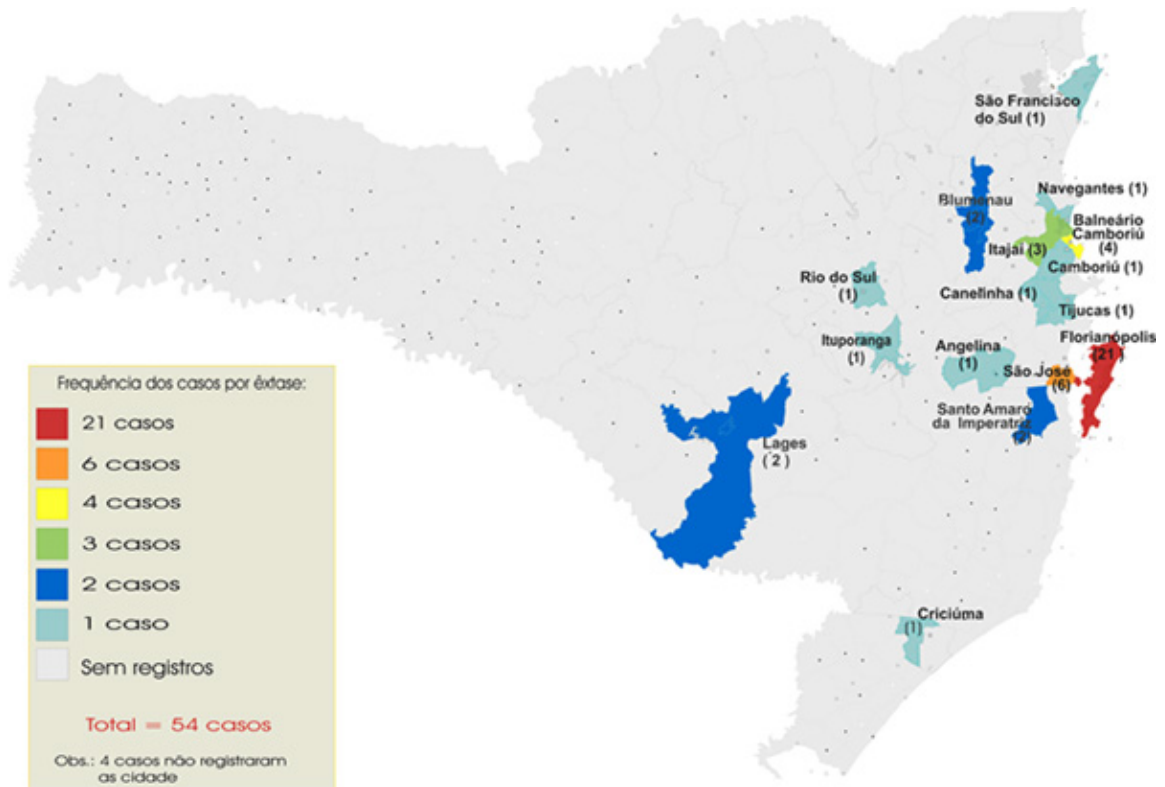 São Francisco
do Sul (1)
Navegantes (1)
Blumenau
(2)
Balneário
Camboriú
(4)
Itajaí (3)
Camboriú (1)
Rio do Sul
(1)
Canelinha (1)
Tijucas (1)
Florianópolis
(21 )
Ituporanga
(1)
Angelina
(1)
São José
(6)
Santo Amaro
da Imperatriz
(2)
Lages
( 2 )
Criciúma
(1)
Frequência dos casos por êxtase:
21 casos
6 casos
4 casos
3 casos
2 casos
1 caso
Sem registros
Total = 54 casos
Obs.: 4 casos não registraram
as cidade